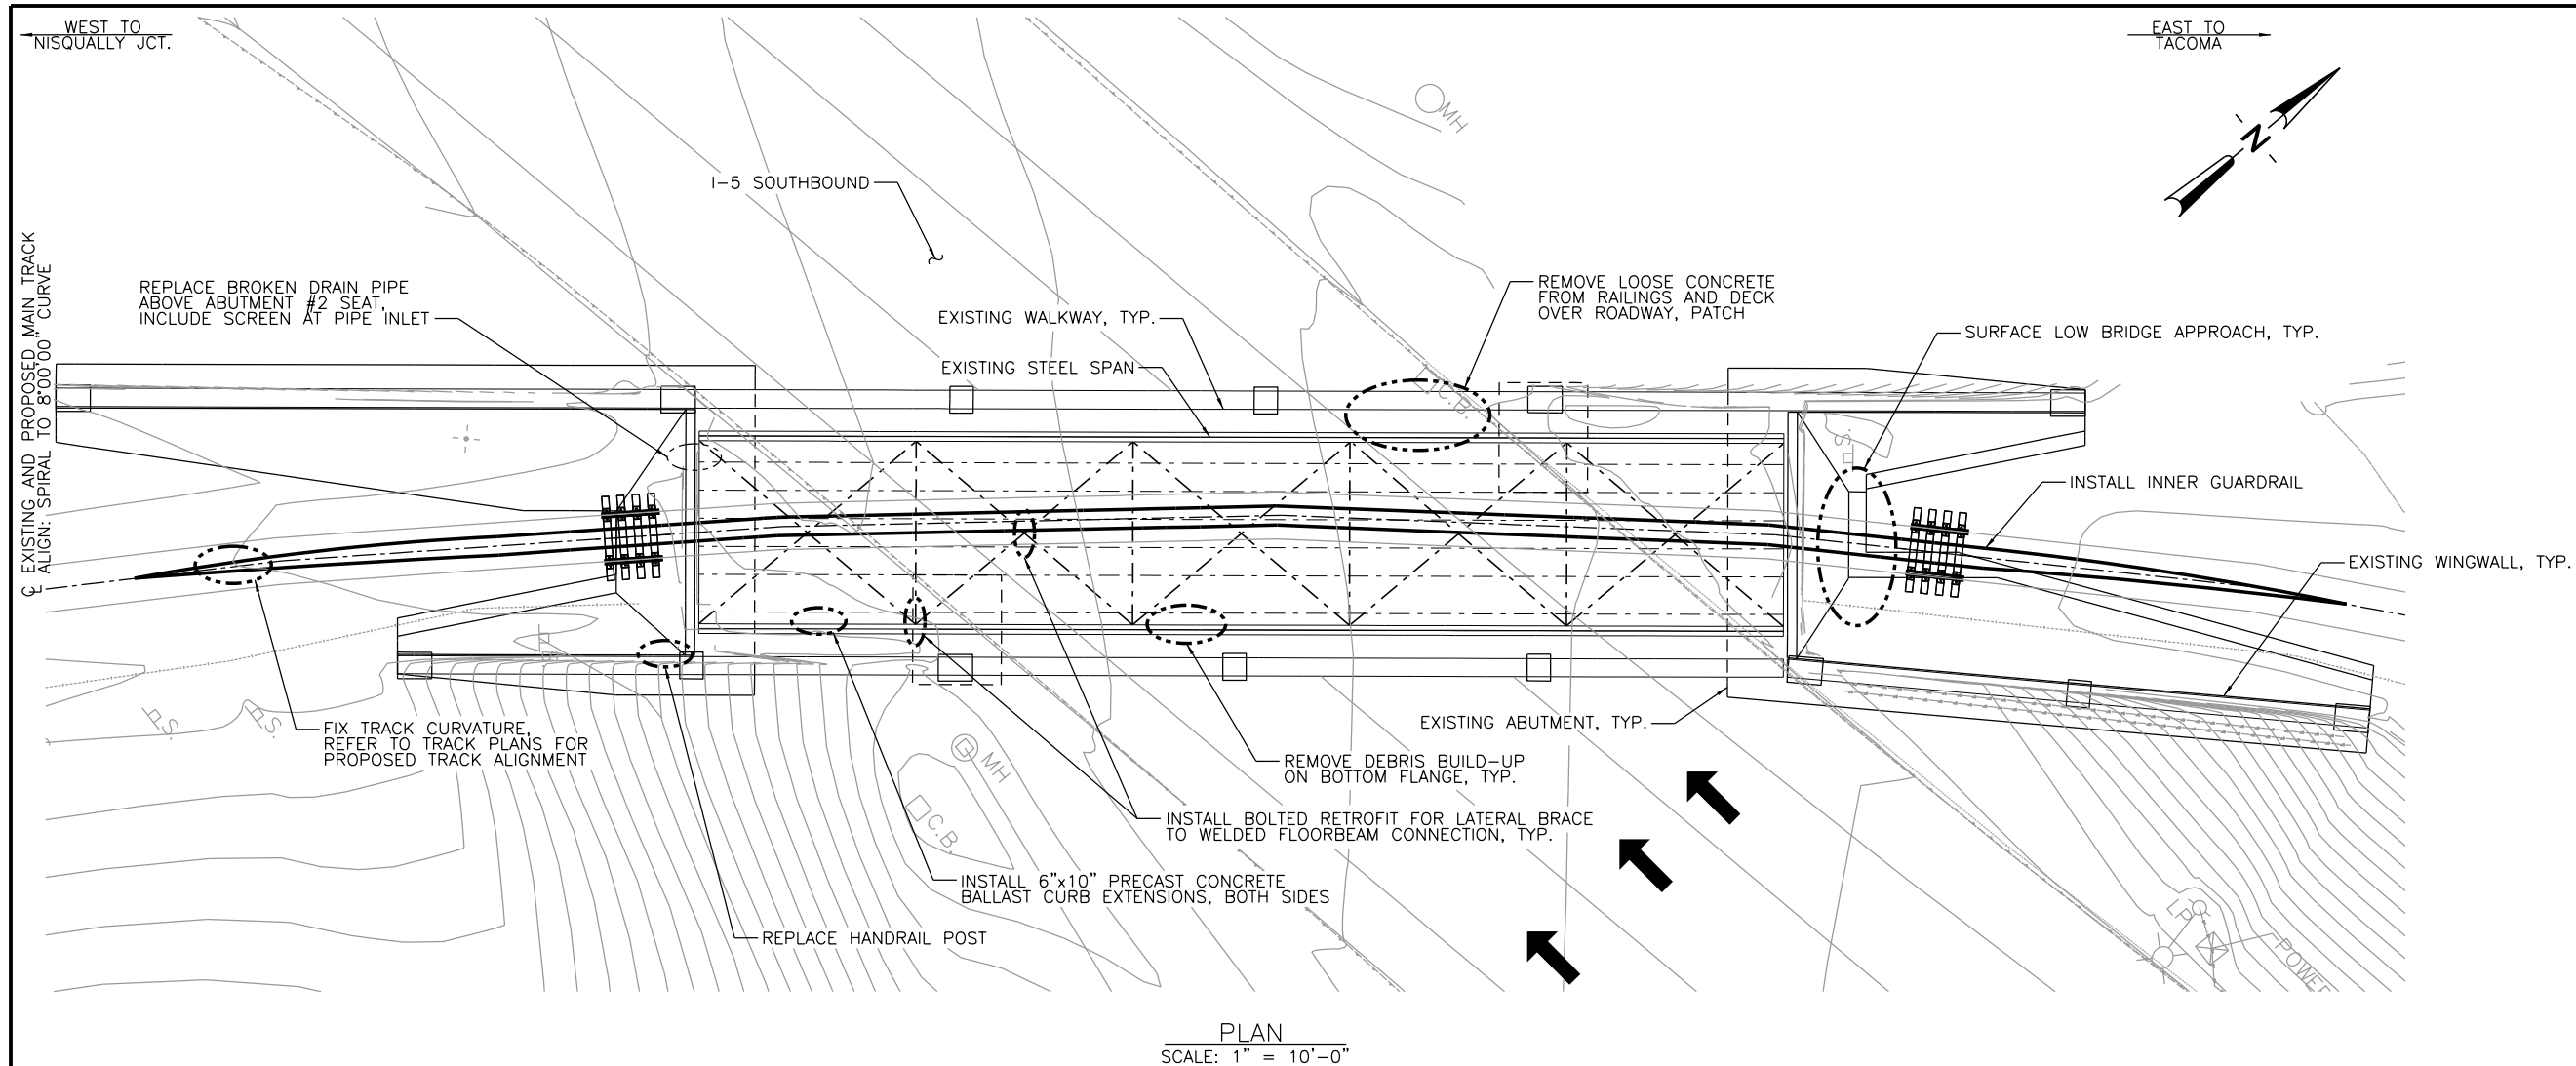 WEST TO
NISQUALLY JCT.
EAST TO
TACOMA
N
MH
I-5 SOUTHBOUND
REPLACE BROKEN DRAIN PIPE
ABOVE ABUTMENT #2 SEAT,
INCLUDE SCREEN AT PIPE INLET
EXISTING WALKWAY, TYP.
EXISTING STEEL SPAN
REMOVE LOOSE CONCRETE
FROM RAILINGS AND DECK
OVER ROADWAY, PATCH
SURFACE LOW BRIDGE APPROACH, TYP.
C.B.
INSTALL INNER GUARDRAIL
EXISTING WINGWALL, TYP.
℄ EXISTING AND PROPOSED MAIN TRACK
ALIGN: SPIRAL TO 8°00'00" CURVE
FIX TRACK CURVATURE,
REFER TO TRACK PLANS FOR
PROPOSED TRACK ALIGNMENT
EXISTING ABUTMENT, TYP.
REMOVE DEBRIS BUILD-UP
ON BOTTOM FLANGE, TYP.
MH
C.B.
INSTALL BOLTED RETROFIT FOR LATERAL BRACE
TO WELDED FLOORBEAM CONNECTION, TYP.
INSTALL 6"x10" PRECAST CONCRETE
BALLAST CURB EXTENSIONS, BOTH SIDES
REPLACE HANDRAIL POST
LP
POWER
PLAN
SCALE: 1" = 10'-0"